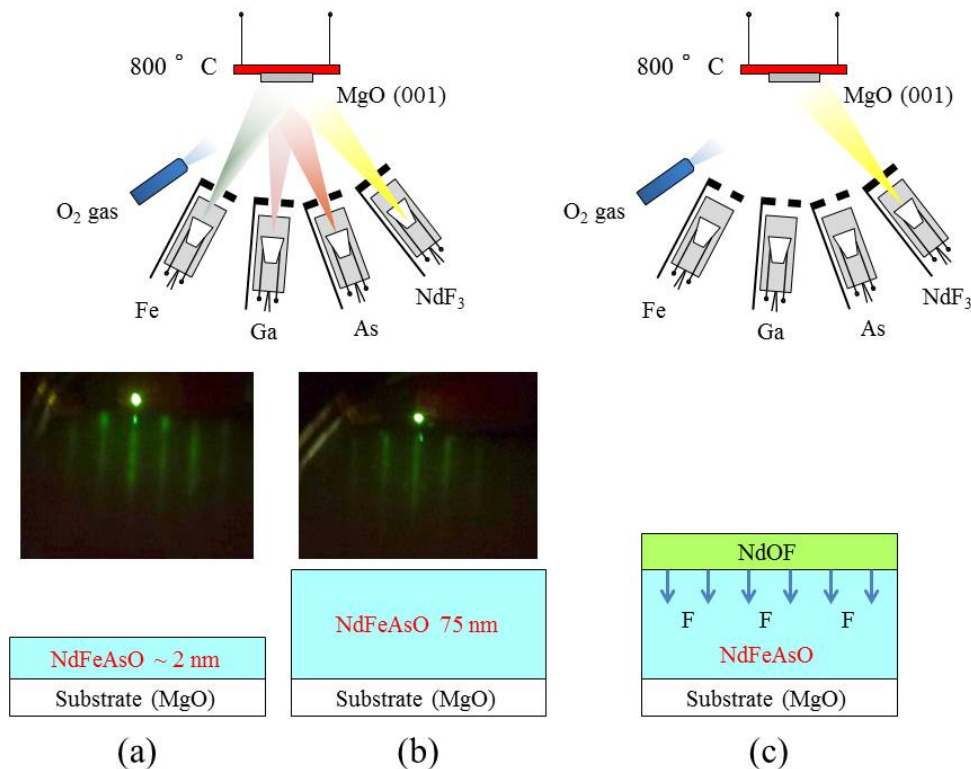 800 ° C
MgO (001)
O₂ gas
Fe
Ga
As
NdF₃
800 ° C
MgO (001)
O₂ gas
Fe
Ga
As
NdF₃
NdFeAsO ~ 2 nm
Substrate (MgO)
(a)
NdFeAsO 75 nm
Substrate (MgO)
(b)
NdOF
F F F
NdFeAsO
Substrate (MgO)
(c)